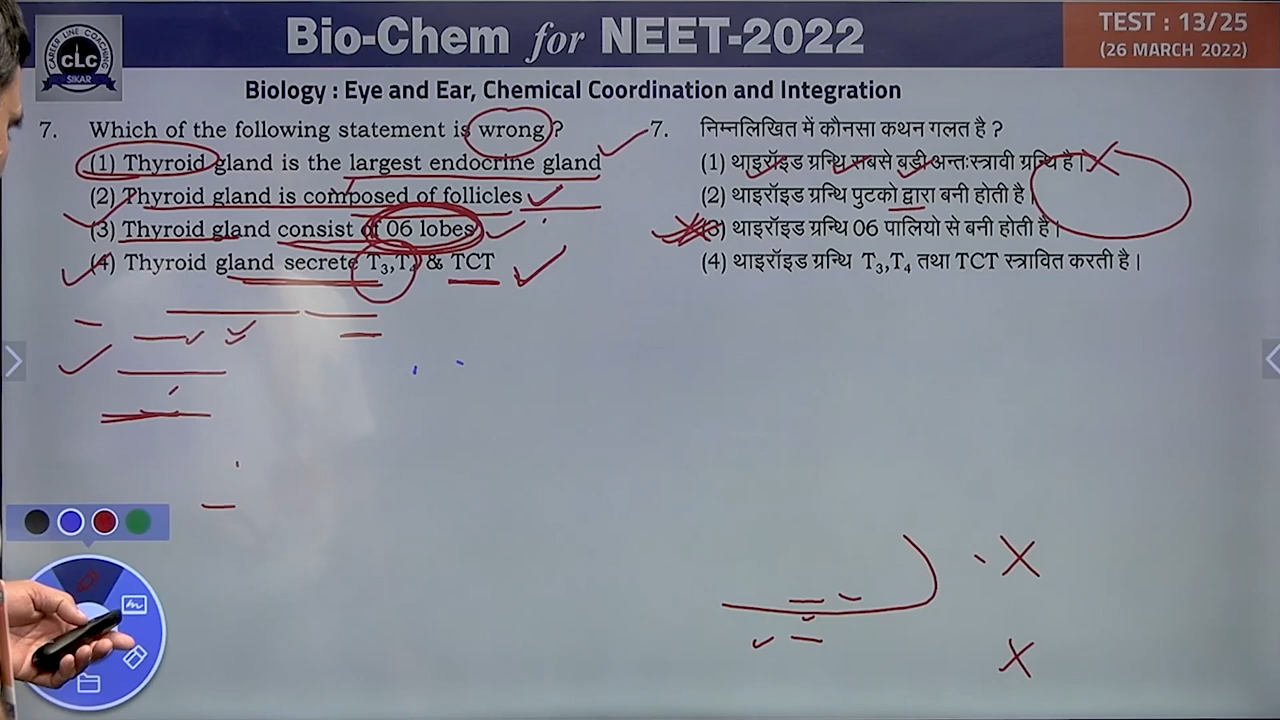 Bio-Chem for NEET-2022
TEST : 13/25
(26 MARCH 2022)
CAREER LINE COACHING
CLC
SIKAR
Biology : Eye and Ear, Chemical Coordination and Integration
7. Which of the following statement is wrong ?
(1) Thyroid gland is the largest endocrine gland
(2) Thyroid gland is composed of follicles
(3) Thyroid gland consist of 06 lobes
(4) Thyroid gland secrete T3,T4 & TCT
7. निम्नलिखित में कौनसा कथन गलत है ?
(1) थाइरॉइड ग्रन्थि सबसे बड़ी अन्तःस्त्रावी ग्रन्थि है।
(2) थाइरॉइड ग्रन्थि पुटको द्वारा बनी होती है।
(3) थाइरॉइड ग्रन्थि 06 पालियो से बनी होती है।
(4) थाइरॉइड ग्रन्थि T3,T4 तथा TCT स्त्रावित करती है।